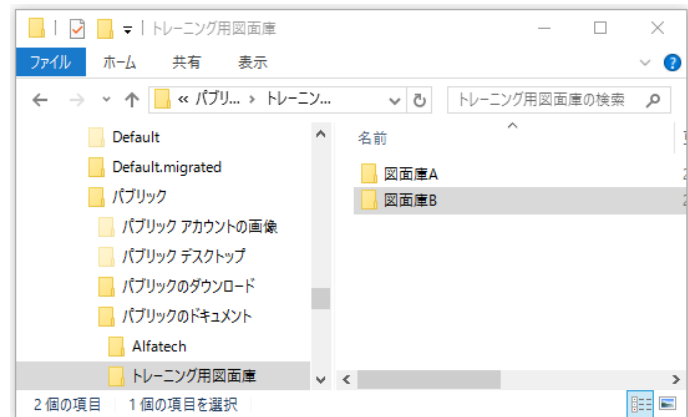 トレーニング用図面庫
ファイル ホーム 共有 表示
« パブリ... › トレーニン...
トレーニング用図面庫の検索
Default
Default.migrated
パブリック
パブリック アカウントの画像
パブリック デスクトップ
パブリックのダウンロード
パブリックのドキュメント
Alfatech
トレーニング用図面庫
名前
図面庫A
図面庫B
2 個の項目 1 個の項目を選択